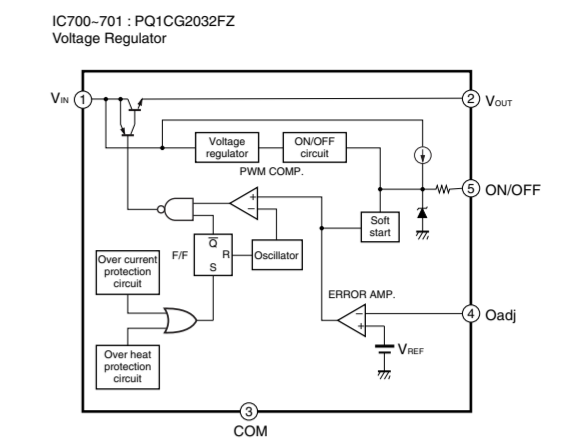 IC700~701 : PQ1CG2032FZ
Voltage Regulator
VIN 1
2 VOUT
Voltage
regulator
ON/OFF
circuit
PWM COMP.
5 ON/OFF
+
−
Soft
start
F/F
Q
R
S
Oscillator
Over current
protection
circuit
ERROR AMP.
−
+
4 Oadj
VREF
Over heat
protection
circuit
3
COM